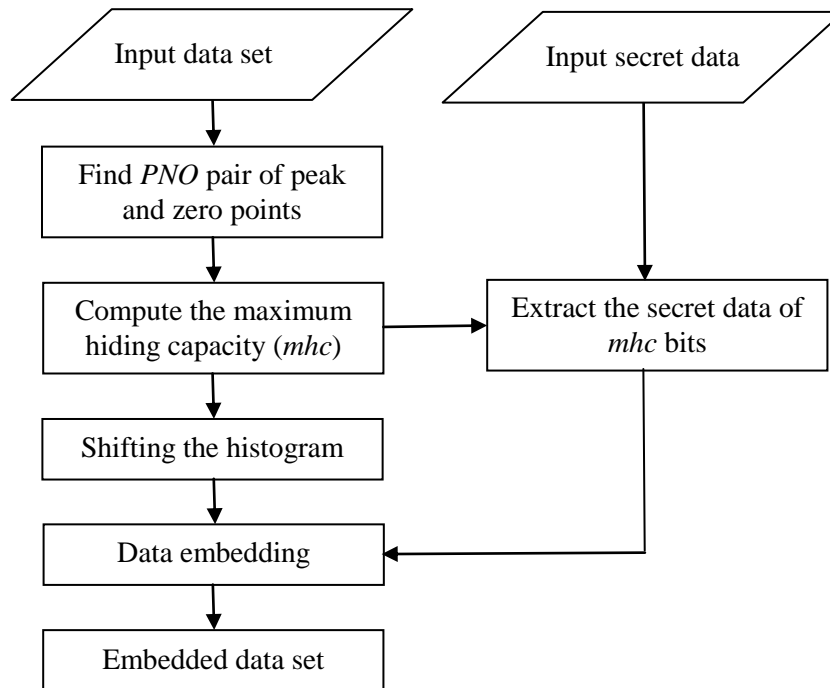 Input data set
Input secret data
Find PNO pair of peak
and zero points
Compute the maximum
hiding capacity (mhc)
Extract the secret data of
mhc bits
Shifting the histogram
Data embedding
Embedded data set